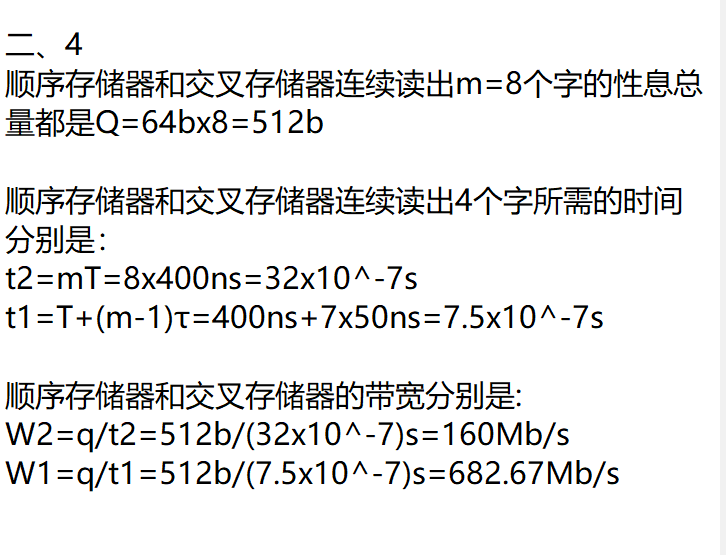 二、4
顺序存储器和交叉存储器连续读出m=8个字的性息总
量都是Q=64bx8=512b
顺序存储器和交叉存储器连续读出4个字所需的时间
分别是：
t2=mT=8x400ns=32x10^-7s
t1=T+(m-1)τ=400ns+7x50ns=7.5x10^-7s
顺序存储器和交叉存储器的带宽分别是:
W2=q/t2=512b/(32x10^-7)s=160Mb/s
W1=q/t1=512b/(7.5x10^-7)s=682.67Mb/s